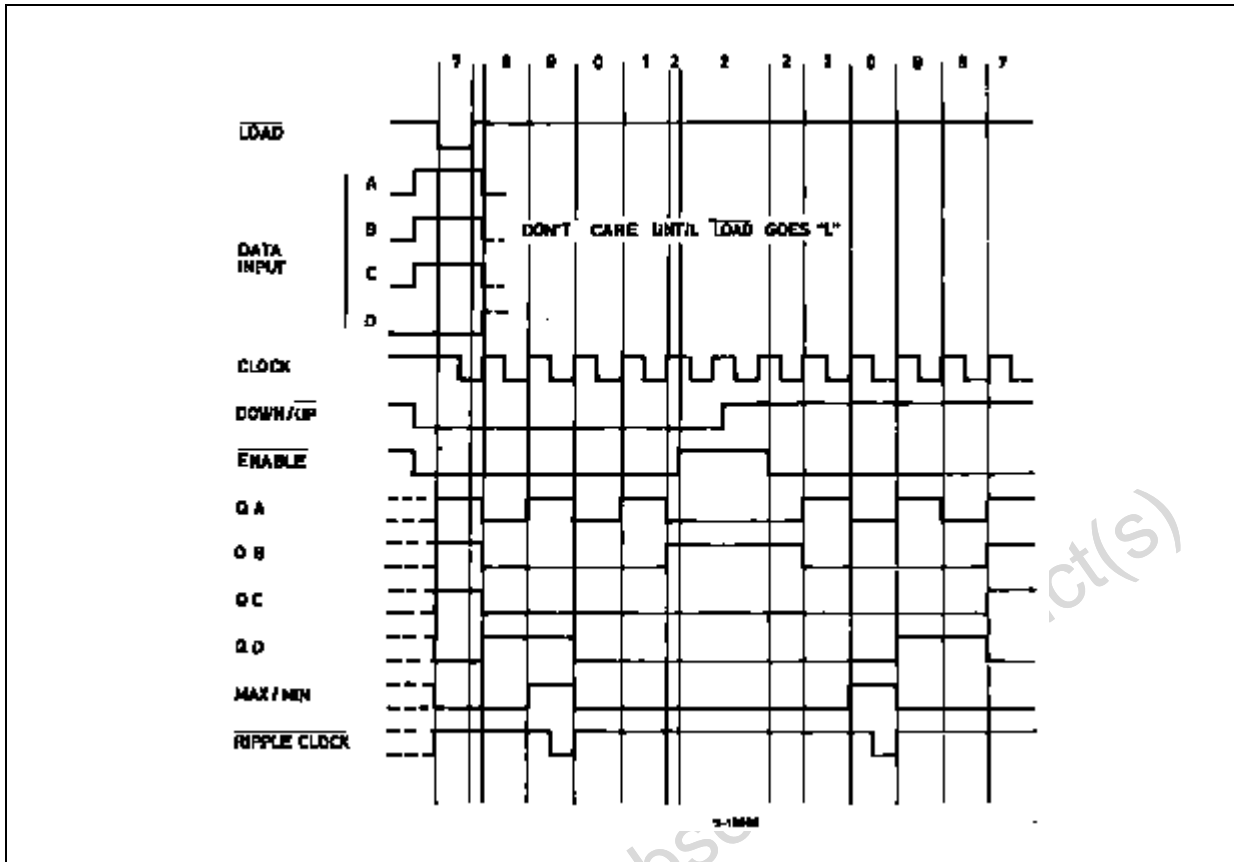 7 8 9 0 1 2 2 2 1 0 9 8 7
LOAD
A
B
DON'T CARE UNTIL LOAD GOES "L"
DATA
INPUT
C
D
CLOCK
DOWN/UP
ENABLE
Q A
Q B
Q C
Q D
MAX / MIN
RIPPLE CLOCK
ct(s)